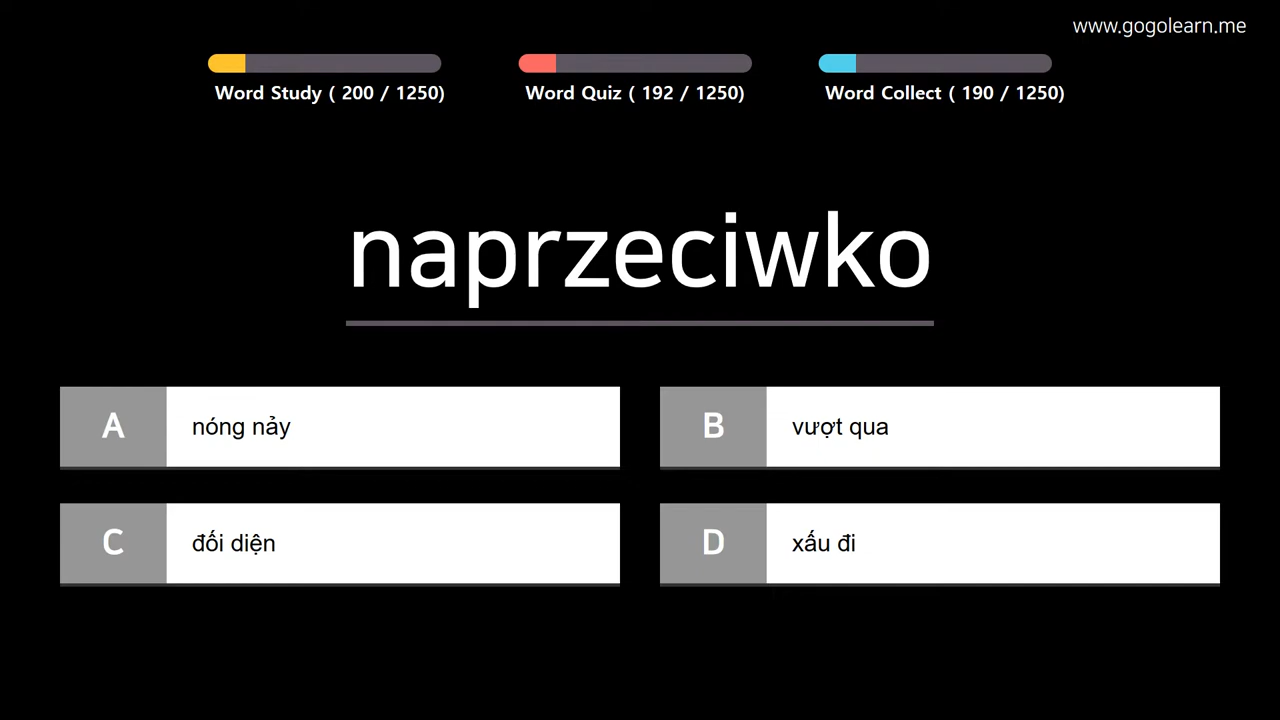 www.gogolearn.me
Word Study ( 200 / 1250)
Word Quiz ( 192 / 1250)
Word Collect ( 190 / 1250)
naprzeciwko
A nóng nảy
B vượt qua
C đối diện
D xấu đi